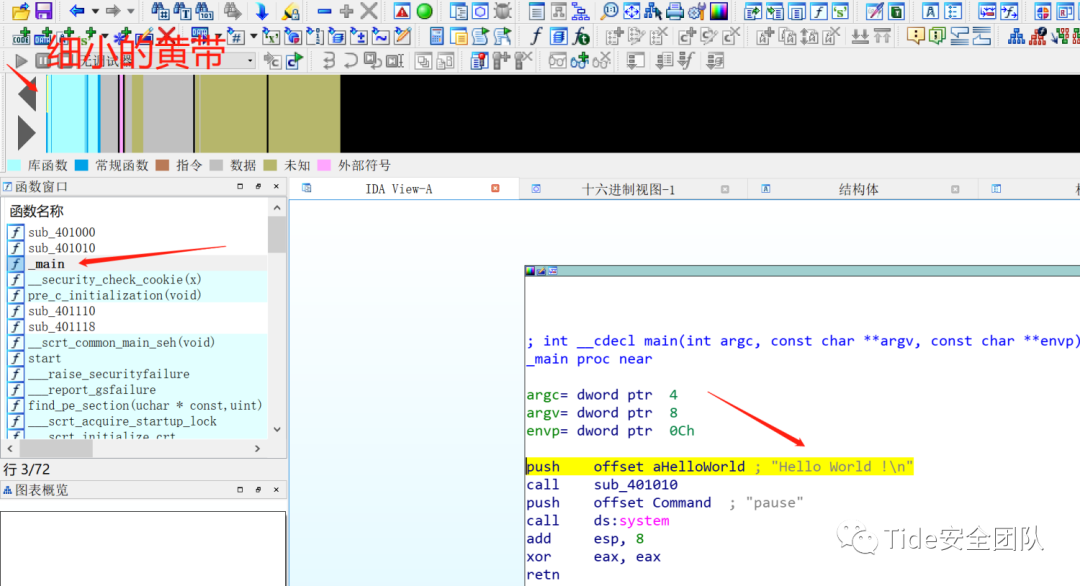 细小的黄带
库函数 常规函数 指令 数据 未知 外部符号
函数窗口
IDA View-A
十六进制视图-1
结构体
函数名称
sub_401000
sub_401010
_main
__security_check_cookie(x)
pre_c_initialization(void)
sub_401110
sub_401118
__scrt_common_main_seh(void)
start
___raise_securityfailure
___report_gsfailure
find_pe_section(uchar * const,uint)
___scrt_acquire_startup_lock
___scrt_initialize_crt
行 3/72
图表概览
; int __cdecl main(int argc, const char **argv, const char **envp)
_main proc near
argc= dword ptr  4
argv= dword ptr  8
envp= dword ptr  0Ch
push    offset aHelloWorld ; "Hello World !\n"
call    sub_401010
push    offset Command  ; "pause"
call    ds:system
add     esp, 8
xor     eax, eax
retn
Tide安全团队